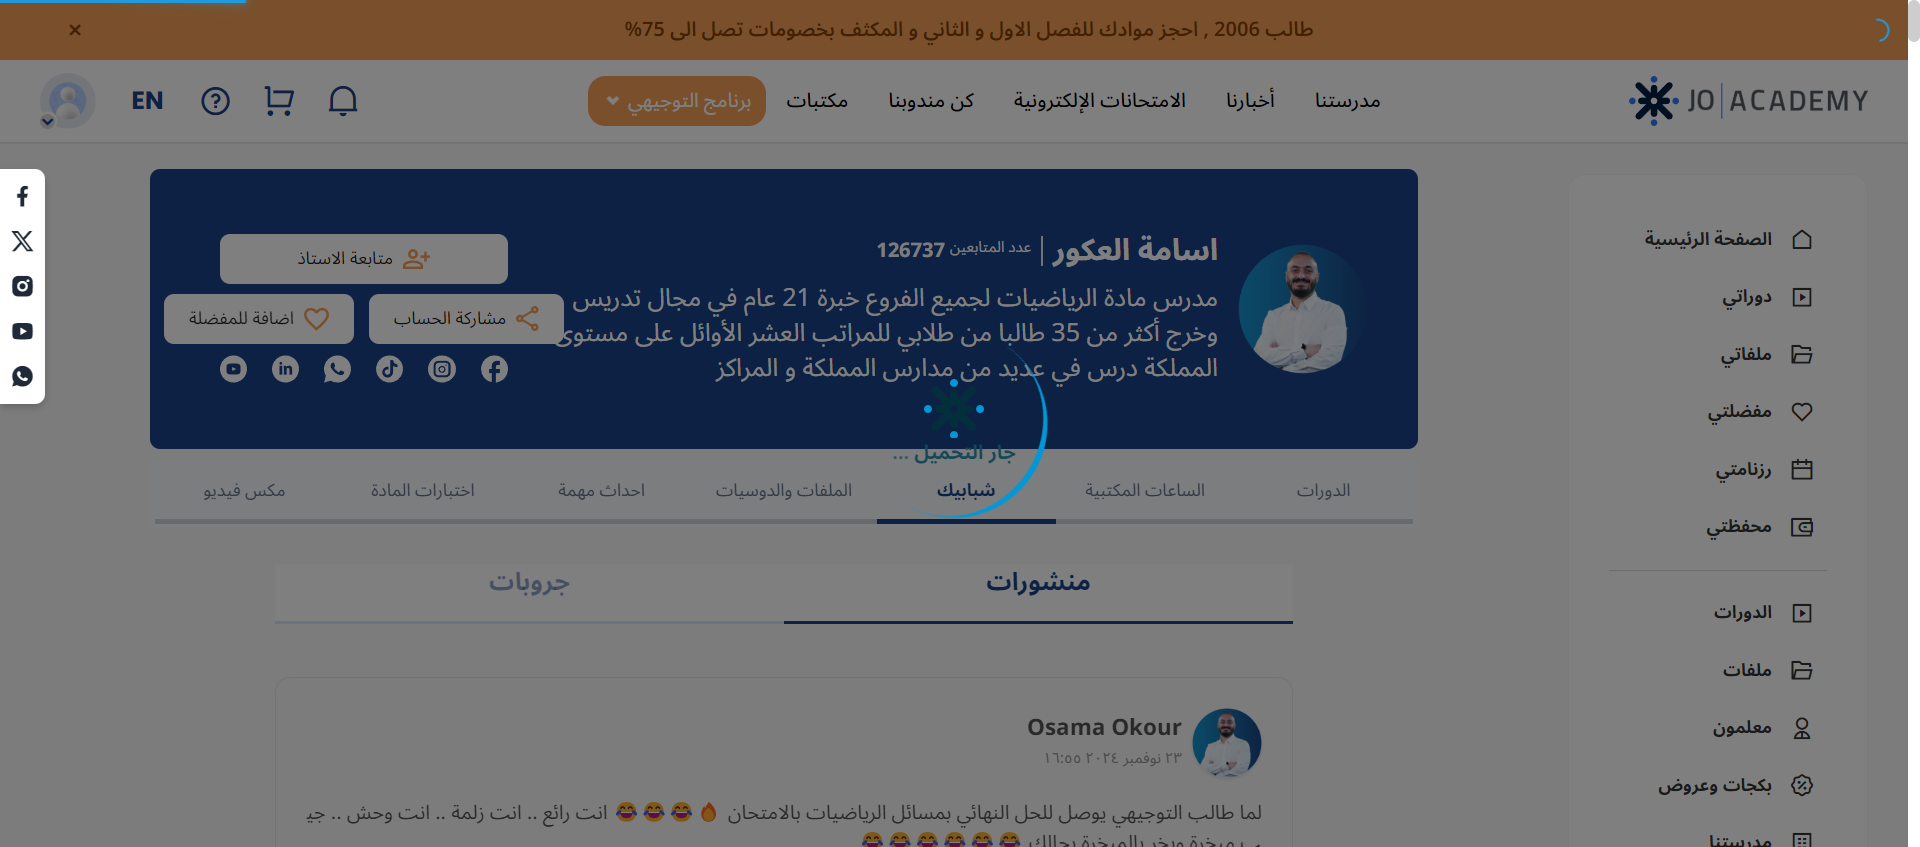 طالب 2006 , احجز موادك للفصل الاول و الثاني و المكثف بخصومات تصل الى 75%
×
JO ACADEMY
مدرستنا
أخبارنا
الامتحانات الإلكترونية
كن مندوبنا
مكتبات
برنامج التوجيهي
EN
الصفحة الرئيسية
دوراتي
ملفاتي
مفضلتي
رزنامتي
محفظتي
الدورات
ملفات
معلمون
بكجات وعروض
مدرستنا
اسامة العكور
عدد المتابعين 126737
مدرس مادة الرياضيات لجميع الفروع خبرة 21 عام في مجال تدريس
وخرج أكثر من 35 طالبا من طلابي للمراتب العشر الأوائل على مستوى
المملكة درس في عديد من مدارس المملكة و المراكز
متابعة الاستاذ
مشاركة الحساب
اضافة للمفضلة
جار التحميل ...
الدورات
الساعات المكتبية
شبابيك
الملفات والدوسيات
احداث مهمة
اختبارات المادة
مكس فيديو
منشورات
جروبات
Osama Okour
٢٣ نوفمبر ٢٠٢٤ ١٦:٥٥
لما طالب التوجيهي يوصل للحل النهائي بمسائل الرياضيات بالامتحان 🔥😂😂😂 انت رائع .. انت زلمة .. انت وحش .. جي
ب مبخرة وبخر بالمبخرة بحالك 😂😂😂😂😂😂